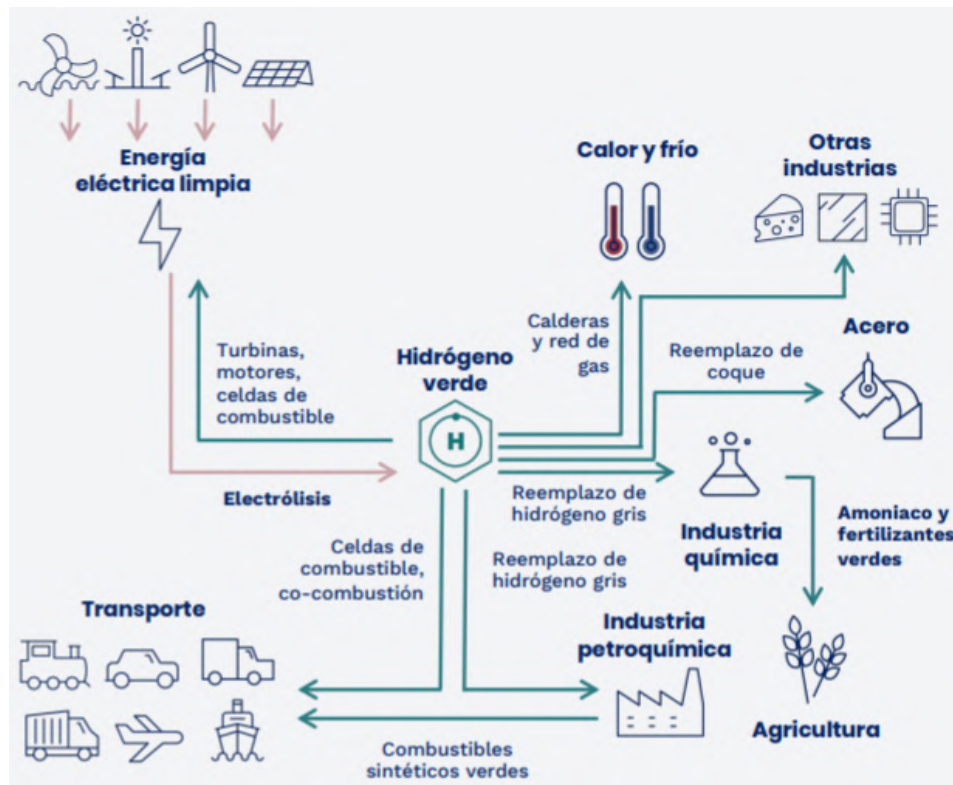 Energía
eléctrica limpia
Calor y frío
Otras
industrias
Turbinas,
motores,
celdas de
combustible
Hidrógeno
verde
H
Calderas
y red de
gas
Reemplazo de
coque
Acero
Electrólisis
Reemplazo de
hidrógeno gris
Industria
química
Amoniaco y
fertilizantes
verdes
Celdas de
combustible,
co-combustión
Reemplazo de
hidrógeno gris
Transporte
Industria
petroquímica
Agricultura
Combustibles
sintéticos verdes